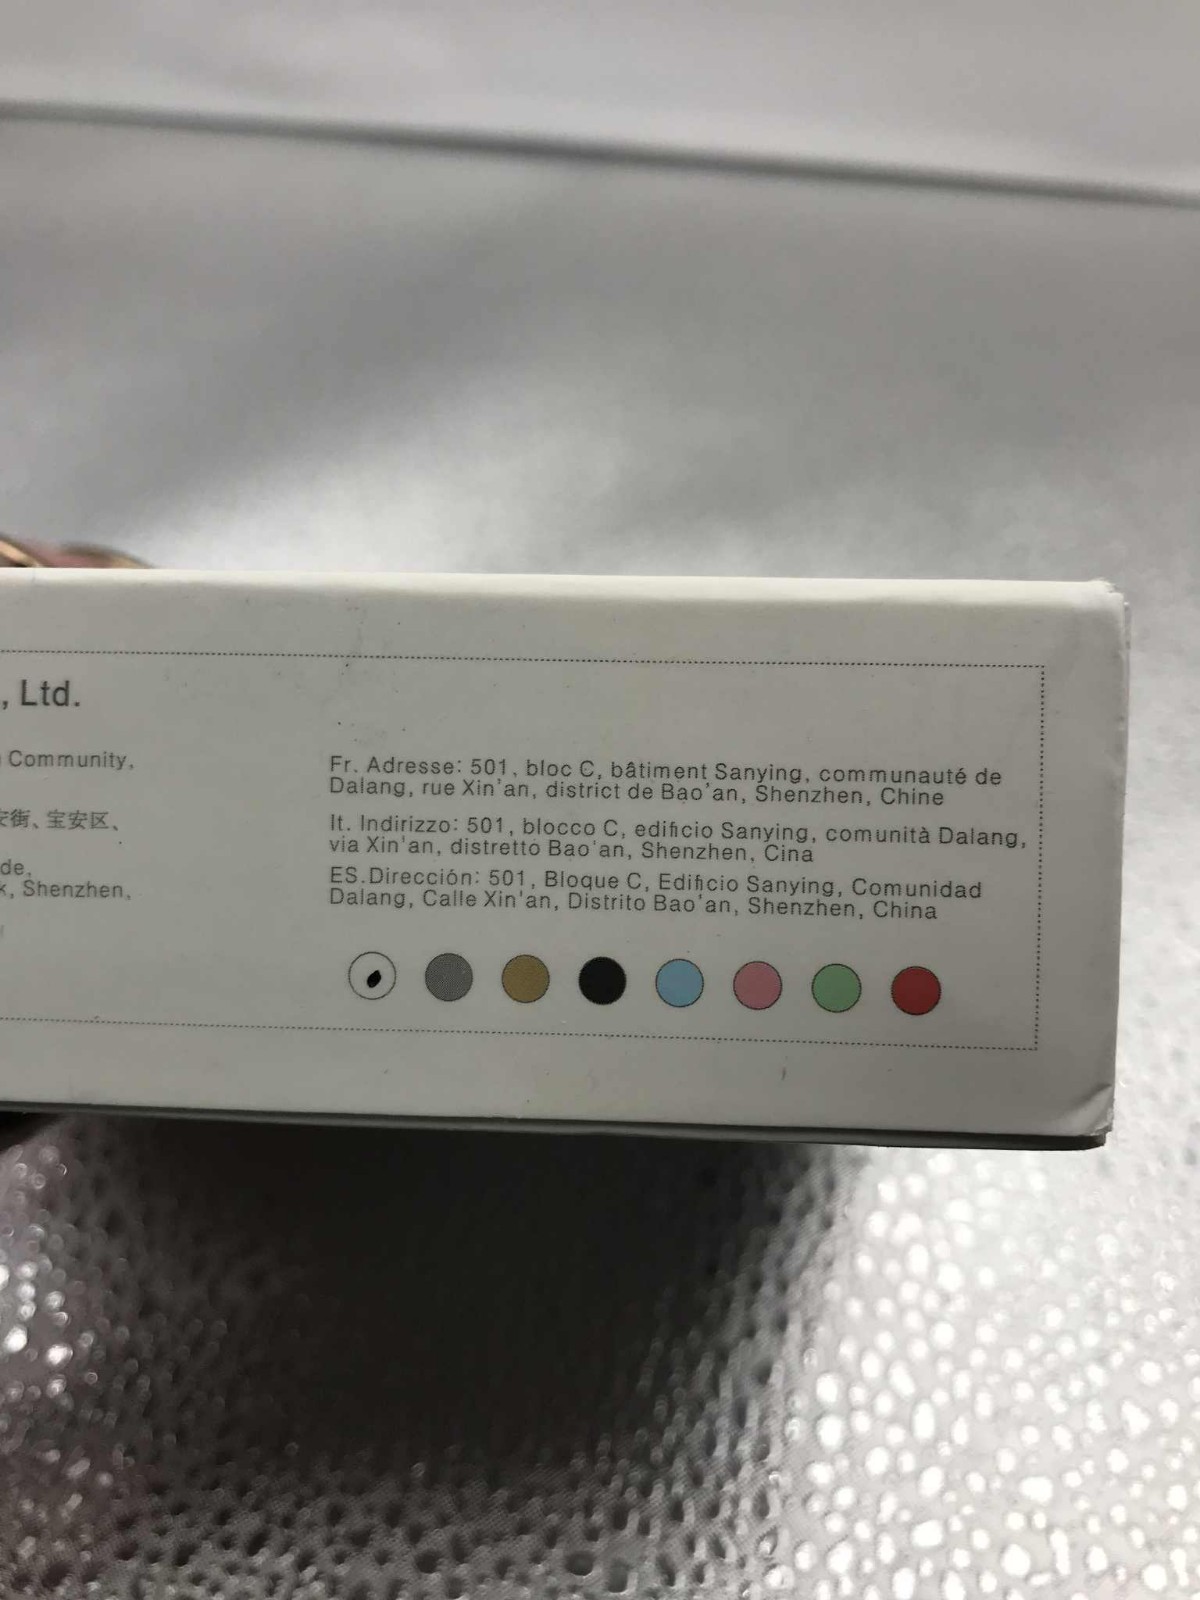 , Ltd.
Community,
安街、宝安区、
de,
, Shenzhen,
Fr. Adresse: 501, bloc C, bâtiment Sanying, communauté de
Dalang, rue Xin'an, district de Bao'an, Shenzhen, Chine
It. Indirizzo: 501, blocco C, edificio Sanying, comunità Dalang,
via Xin'an, distretto Bao'an, Shenzhen, Cina
ES.Dirección: 501, Bloque C, Edificio Sanying, Comunidad
Dalang, Calle Xin'an, Distrito Bao'an, Shenzhen, China